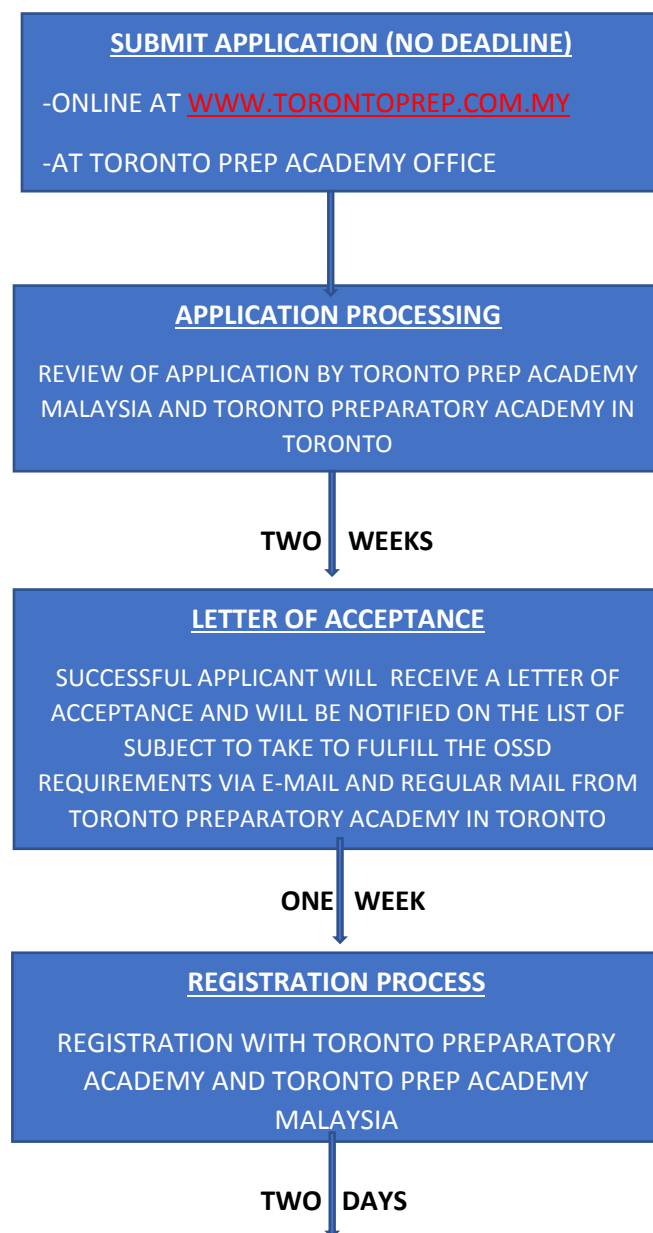 SUBMIT APPLICATION (NO DEADLINE)
-ONLINE AT WWW.TORONTOPREP.COM.MY
-AT TORONTO PREP ACADEMY OFFICE
APPLICATION PROCESSING
REVIEW OF APPLICATION BY TORONTO PREP ACADEMY
MALAYSIA AND TORONTO PREPARATORY ACADEMY IN
TORONTO
TWO WEEKS
LETTER OF ACCEPTANCE
SUCCESSFUL APPLICANT WILL RECEIVE A LETTER OF
ACCEPTANCE AND WILL BE NOTIFIED ON THE LIST OF
SUBJECT TO TAKE TO FULFILL THE OSSD
REQUIREMENTS VIA E-MAIL AND REGULAR MAIL FROM
TORONTO PREPARATORY ACADEMY IN TORONTO
ONE WEEK
REGISTRATION PROCESS
REGISTRATION WITH TORONTO PREPARATORY
ACADEMY AND TORONTO PREP ACADEMY
MALAYSIA
TWO DAYS